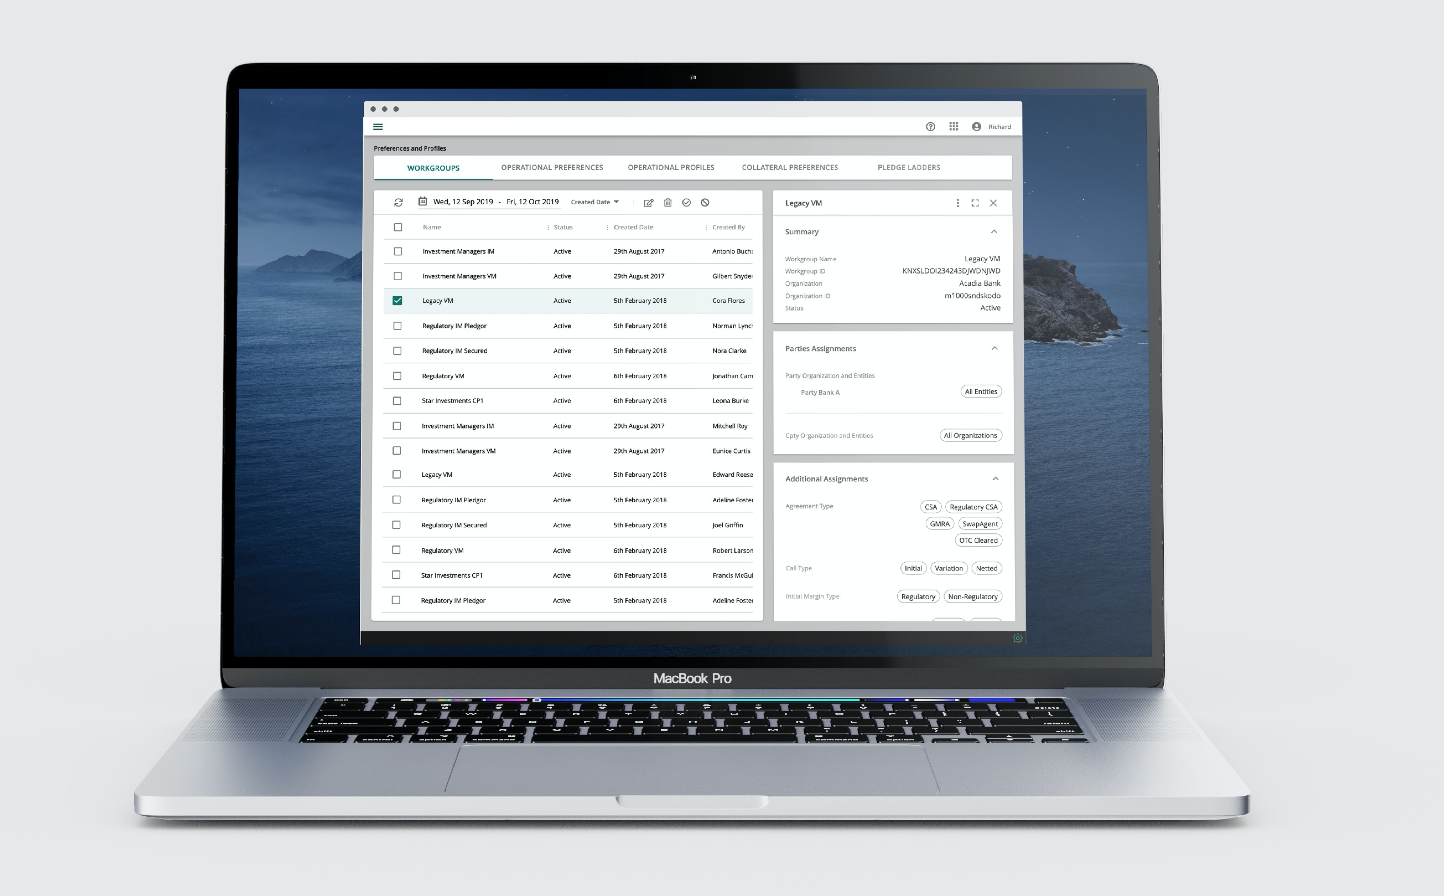 Richard
Preferences and Profiles
WORKGROUPS OPERATIONAL PREFERENCES OPERATIONAL PROFILES COLLATERAL PREFERENCES PLEDGE LADDERS
Wed, 12 Sep 2019 - Fri, 12 Oct 2019 Created Date
Name Status Created Date Created By
Investment Managers IM Active 29th August 2017 Antonio Buch
Investment Managers VM Active 29th August 2017 Gilbert Snyde
Legacy VM Active 5th February 2018 Cora Flores
Regulatory IM Pledgor Active 5th February 2018 Norman Lync
Regulatory IM Secured Active 5th February 2018 Nora Clarke
Regulatory VM Active 6th February 2018 Jonathan Cam
Star Investments CP1 Active 6th February 2018 Leona Burke
Investment Managers IM Active 29th August 2017 Mitchell Roy
Investment Managers VM Active 29th August 2017 Eunice Curtis
Legacy VM Active 5th February 2018 Edward Reese
Regulatory IM Pledgor Active 5th February 2018 Adeline Foste
Regulatory IM Secured Active 5th February 2018 Joel Griffin
Regulatory VM Active 6th February 2018 Robert Larson
Star Investments CP1 Active 6th February 2018 Francis McGu
Regulatory IM Pledgor Active 5th February 2018 Adeline Foste
Legacy VM
Summary
Workgroup Name Legacy VM
Workgroup ID KNXSLDOI234243DJWDNJWD
Organization Acadia Bank
Organization ID m1000sndskodo
Status Active
Parties Assignments
Party Organization and Entities
Party Bank A All Entities
Cpty Organization and Entities All Organizations
Additional Assignments
Agreement Type CSA Regulatory CSA
GMRA SwapAgent
OTC Cleared
Call Type Initial Variation Netted
Initial Margin Type Regulatory Non-Regulatory
MacBook Pro